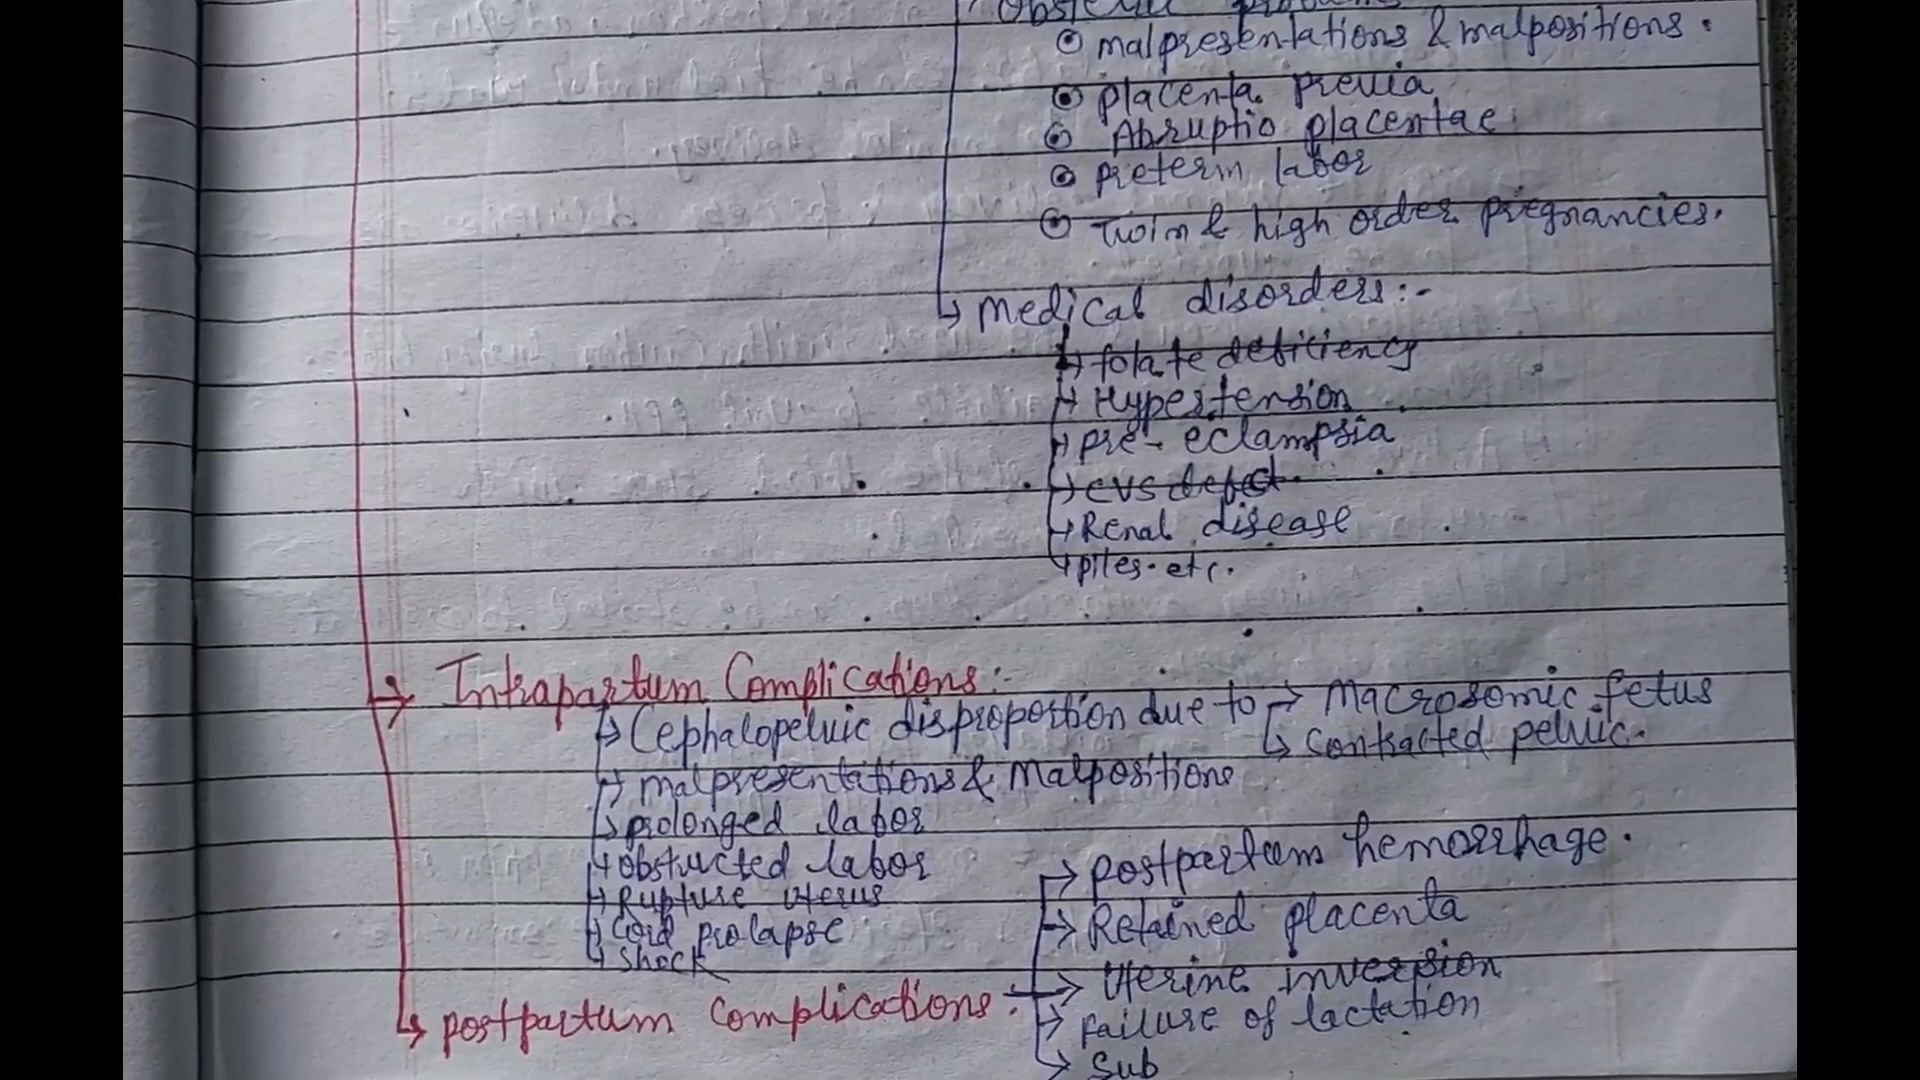 Obstetric problems
malpresentations & malpositions.
placenta previa
Abruptio placentae
preterm labor
Twin & high order pregnancies.
Medical disorders:-
folate deficiency
Hypertension
pre-eclampsia
CVS defect.
Renal disease
piles. etc.
Intrapartum Complications:-
Cephalopelvic disproportion due to → Macrosomic fetus
Contracted pelvic.
malpresentations & Malpositions
prolonged labor
obstructed labor
Rupture uterus
Cord prolapse
Shock
postpartum complications. → postpartum hemorrhage.
Retained placenta
Uterine inversion
failure of lactation
Sub